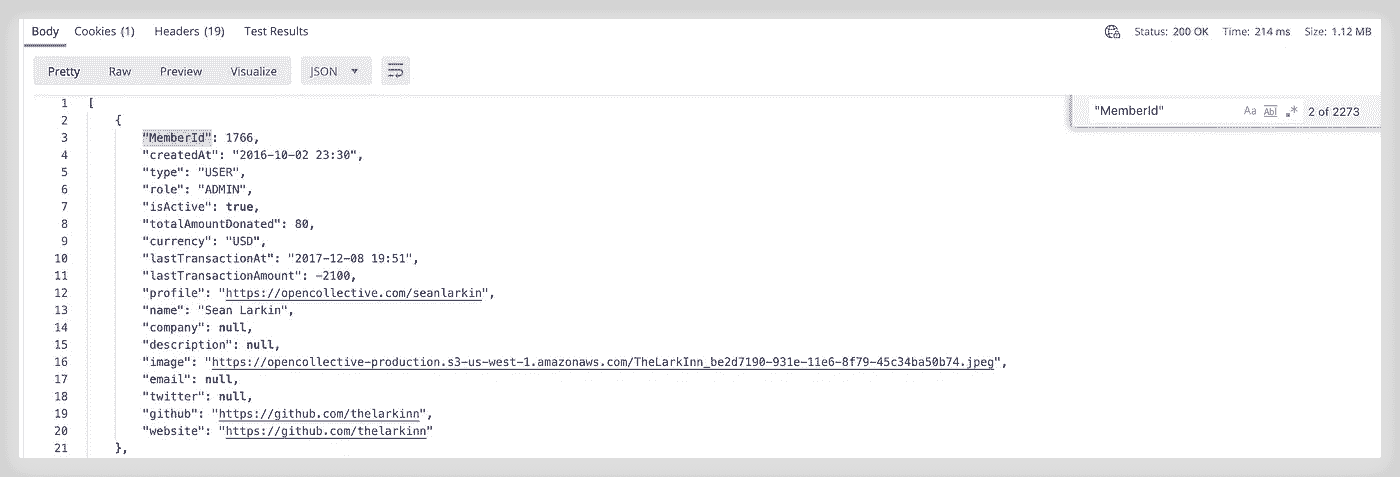 Body Cookies (1) Headers (19) Test Results Status: 200 OK Time: 214 ms Size: 1.12 MB
Pretty Raw Preview Visualize JSON
"MemberId" Aa Abl .* 2 of 2273
1 [
2 {
3 "MemberId": 1766,
4 "createdAt": "2016-10-02 23:30",
5 "type": "USER",
6 "role": "ADMIN",
7 "isActive": true,
8 "totalAmountDonated": 80,
9 "currency": "USD",
10 "lastTransactionAt": "2017-12-08 19:51",
11 "lastTransactionAmount": -2100,
12 "profile": "https://opencollective.com/seanlarkin",
13 "name": "Sean Larkin",
14 "company": null,
15 "description": null,
16 "image": "https://opencollective-production.s3-us-west-1.amazonaws.com/TheLarkInn_be2d7190-931e-11e6-8f79-45c34ba50b74.jpeg",
17 "email": null,
18 "twitter": null,
19 "github": "https://github.com/thelarkinn",
20 "website": "https://github.com/thelarkinn"
21 },